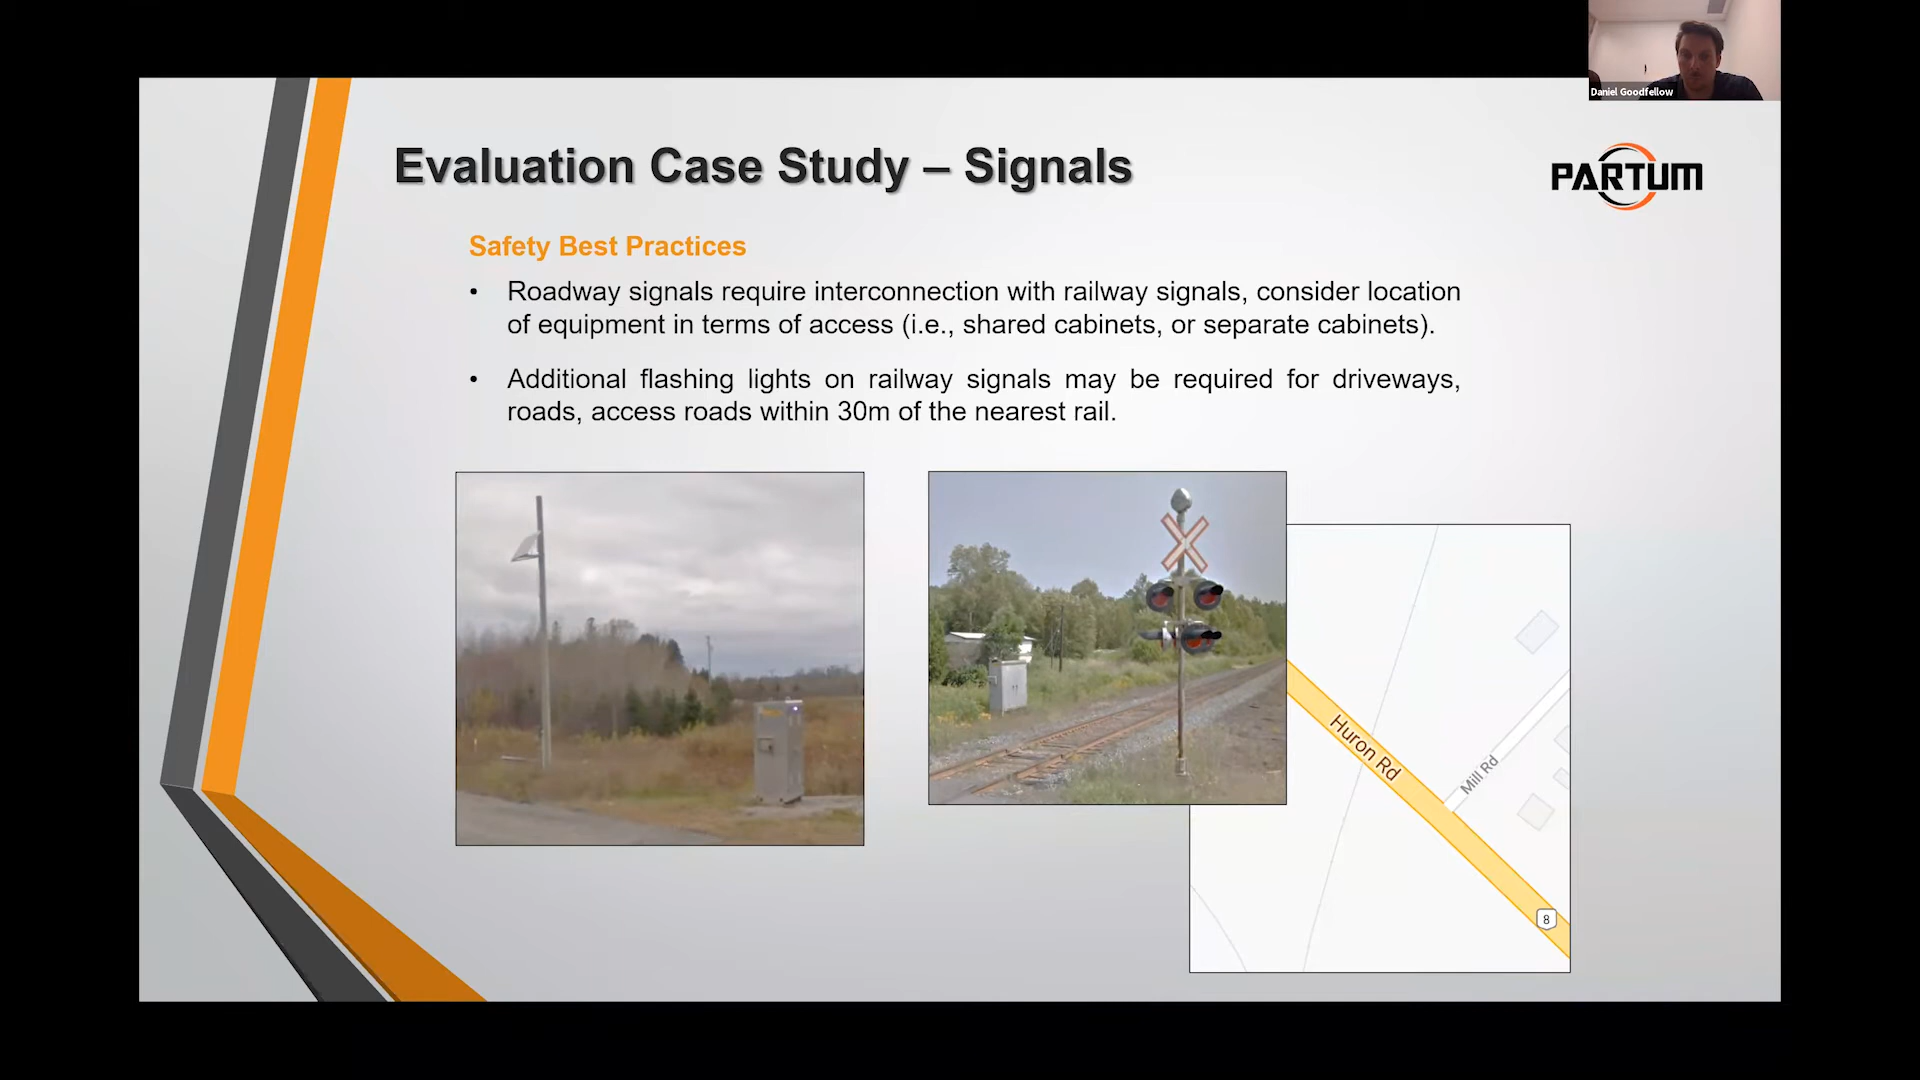 Daniel Goodfellow
Evaluation Case Study – Signals
PARTUM
Safety Best Practices
• Roadway signals require interconnection with railway signals, consider location
of equipment in terms of access (i.e., shared cabinets, or separate cabinets).
• Additional flashing lights on railway signals may be required for driveways,
roads, access roads within 30m of the nearest rail.
Huron Rd
Mill Rd
8